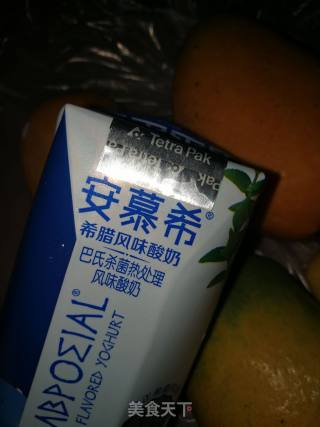 Tetra Pak
安慕希®
希腊风味酸奶
巴氏杀菌热处理
风味酸奶
MBPOΣIAL®
FLAVORED YOGHURT
美食天下